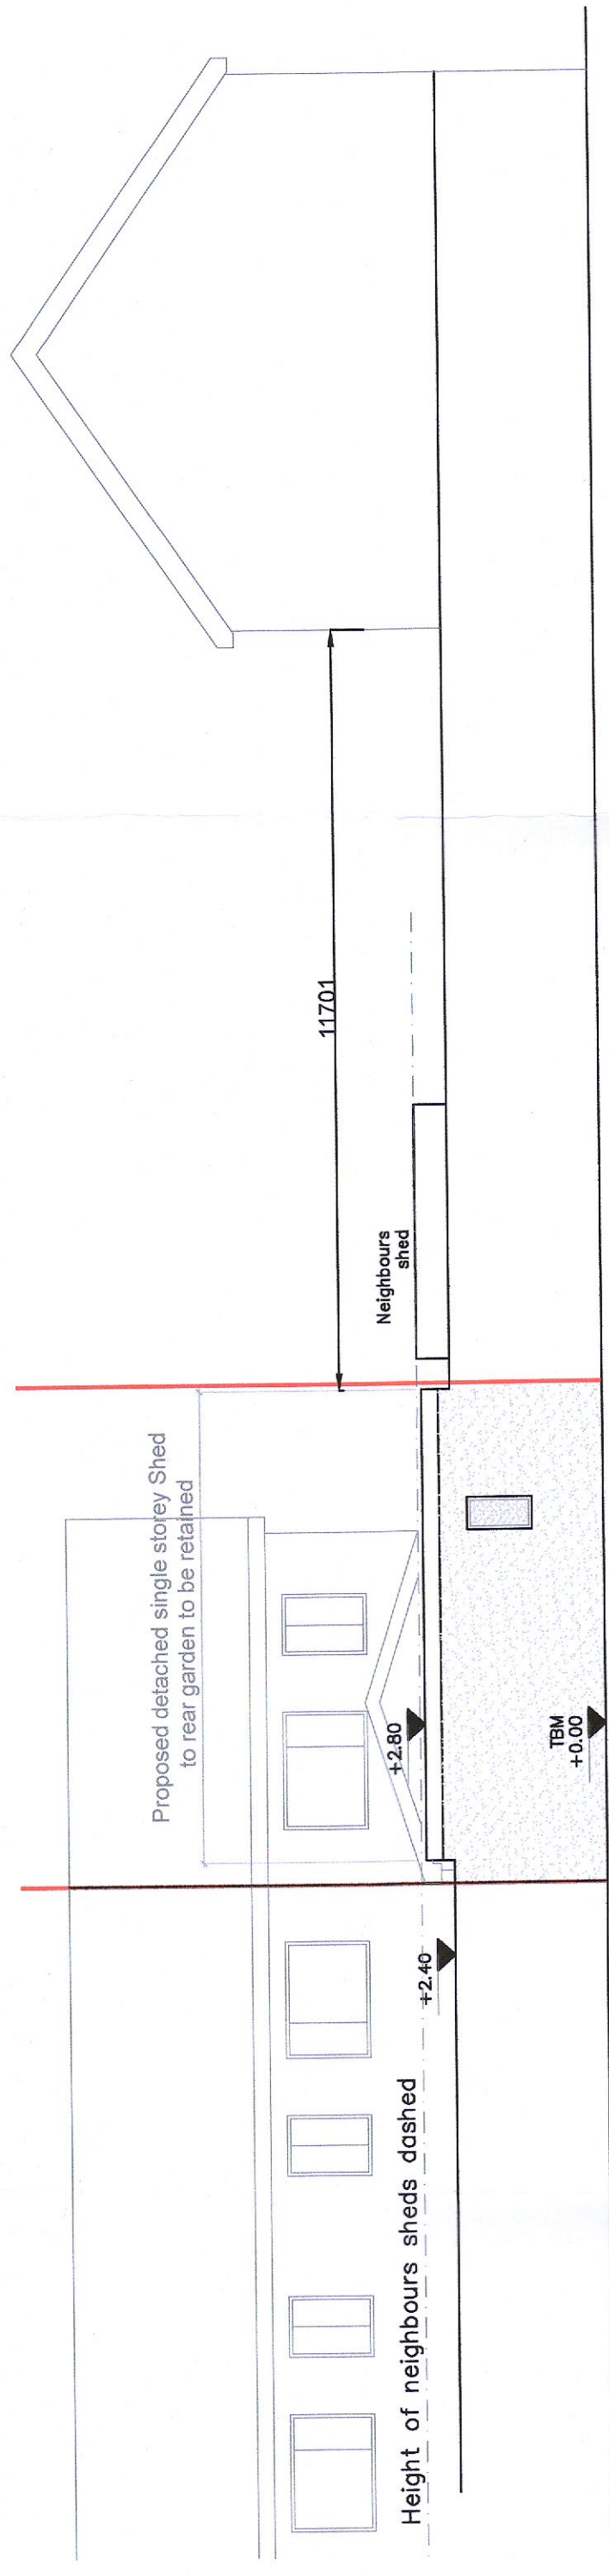 Height of neighbours sheds dashed
+2.40
Proposed detached single storey Shed
to rear garden to be retained
+2.80
TBM
+0.00
Neighbours
shed
11701